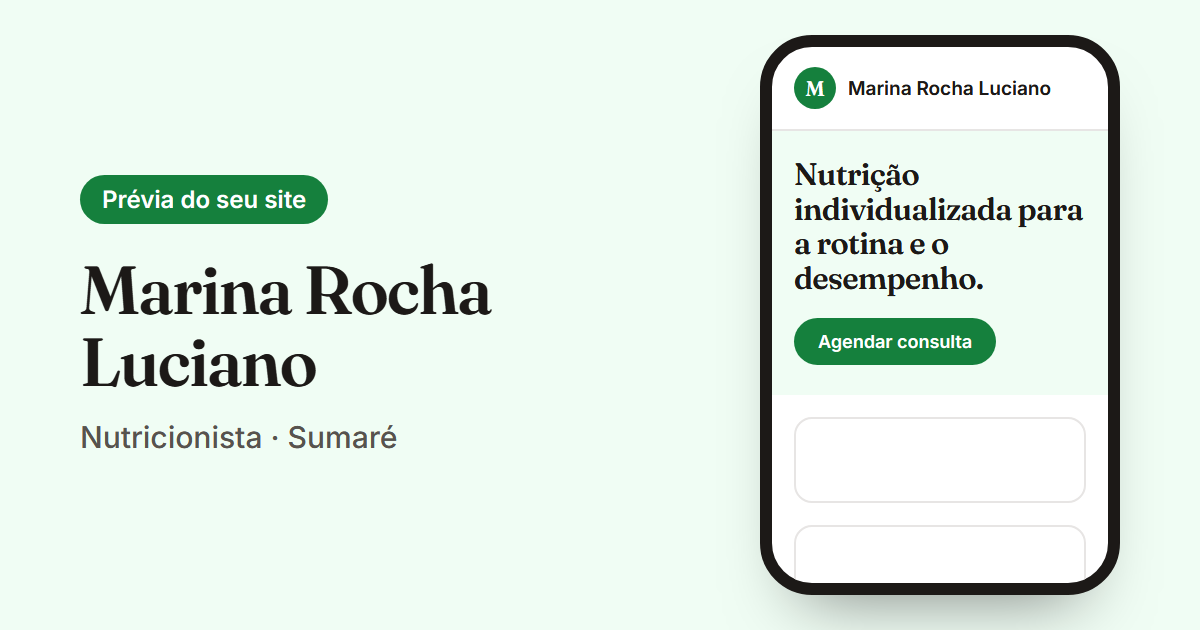 Prévia do seu site
Marina Rocha
Luciano
Nutricionista · Sumaré
M
Marina Rocha Luciano
Nutrição
individualizada para
a rotina e o
desempenho.
Agendar consulta